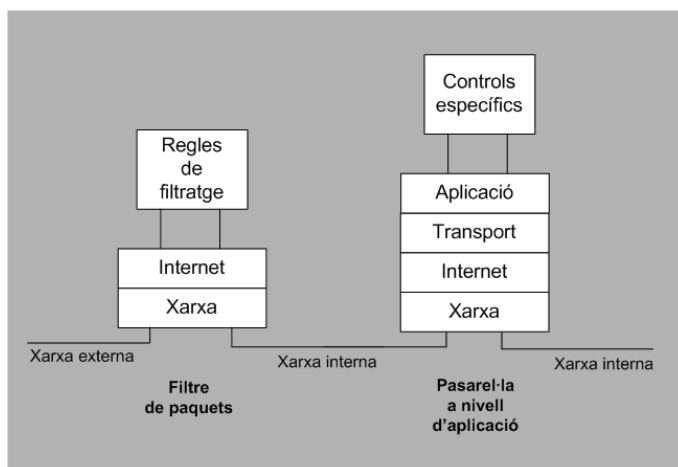 Controls
específics
Regles
de
filtratge
Aplicació
Transport
Internet
Xarxa
Internet
Xarxa
Xarxa externa
Xarxa interna
Xarxa interna
Filtre
de paquets
Pasarel·la
a nivell
d'aplicació